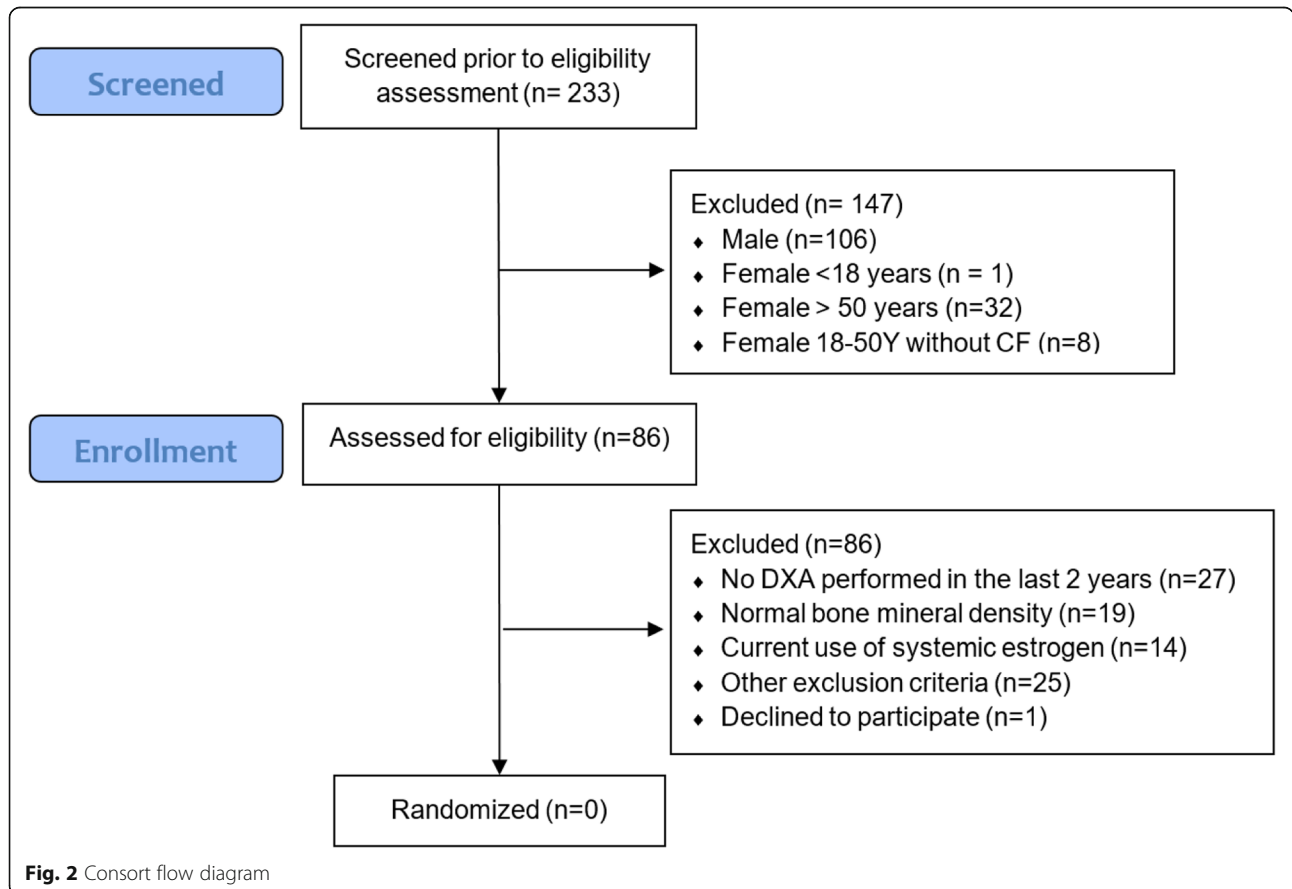 Screened
Screened prior to eligibility
assessment (n= 233)
Excluded (n= 147)
♦ Male (n=106)
♦ Female <18 years (n = 1)
♦ Female > 50 years (n=32)
♦ Female 18-50Y without CF (n=8)
Enrollment
Assessed for eligibility (n=86)
Excluded (n=86)
♦ No DXA performed in the last 2 years (n=27)
♦ Normal bone mineral density (n=19)
♦ Current use of systemic estrogen (n=14)
♦ Other exclusion criteria (n=25)
♦ Declined to participate (n=1)
Randomized (n=0)
Fig. 2 Consort flow diagram